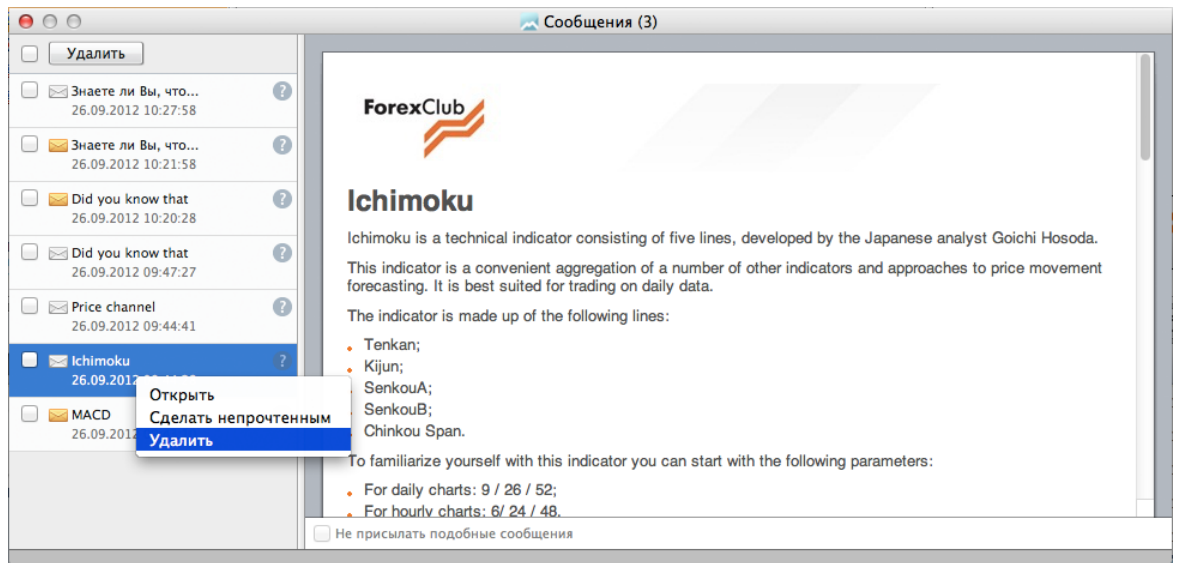 Сообщения (3)
Удалить
Знаете ли Вы, что...
26.09.2012 10:27:58
Знаете ли Вы, что...
26.09.2012 10:21:58
Did you know that
26.09.2012 10:20:28
Did you know that
26.09.2012 09:47:27
Price channel
26.09.2012 09:44:41
Ichimoku
26.09.2012
MACD
26.09.2012
Открыть
Сделать непрочтенным
Удалить
ForexClub
Ichimoku
Ichimoku is a technical indicator consisting of five lines, developed by the Japanese analyst Goichi Hosoda.
This indicator is a convenient aggregation of a number of other indicators and approaches to price movement
forecasting. It is best suited for trading on daily data.
The indicator is made up of the following lines:
Tenkan;
Kijun;
SenkouA;
SenkouB;
Chinkou Span.
To familiarize yourself with this indicator you can start with the following parameters:
For daily charts: 9 / 26 / 52;
For hourly charts: 6/ 24 / 48.
Не присылать подобные сообщения